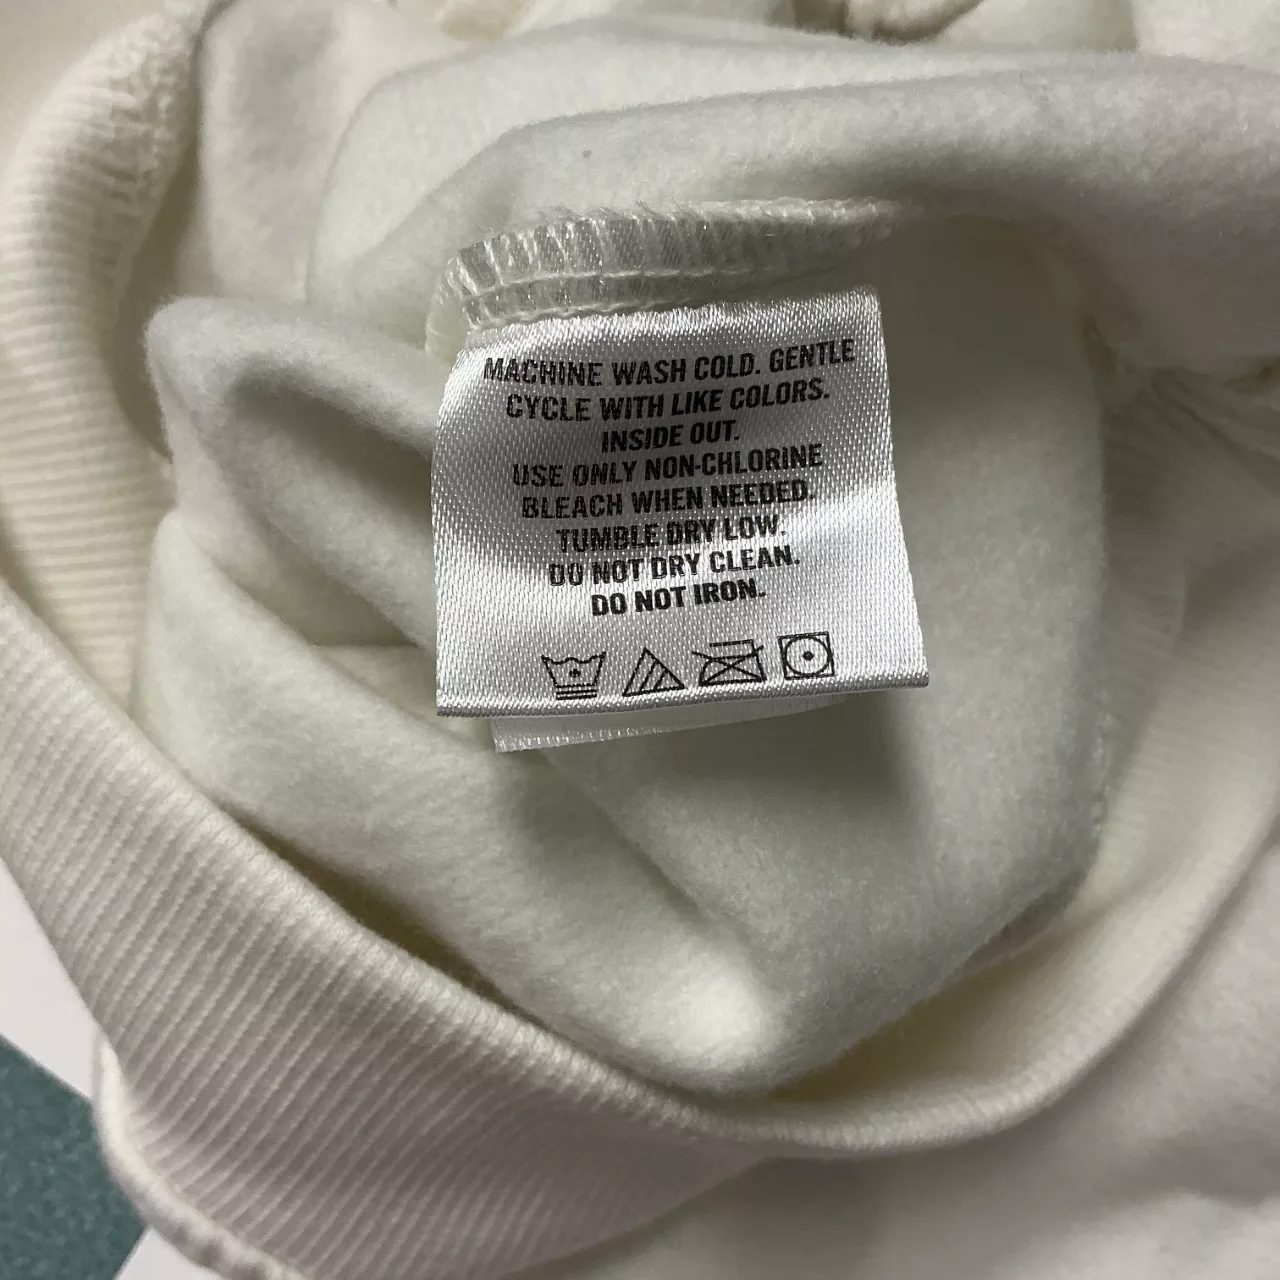 MACHINE WASH COLD. GENTLE
CYCLE WITH LIKE COLORS.
INSIDE OUT.
USE ONLY NON-CHLORINE
BLEACH WHEN NEEDED.
TUMBLE DRY LOW.
DO NOT DRY CLEAN.
DO NOT IRON.